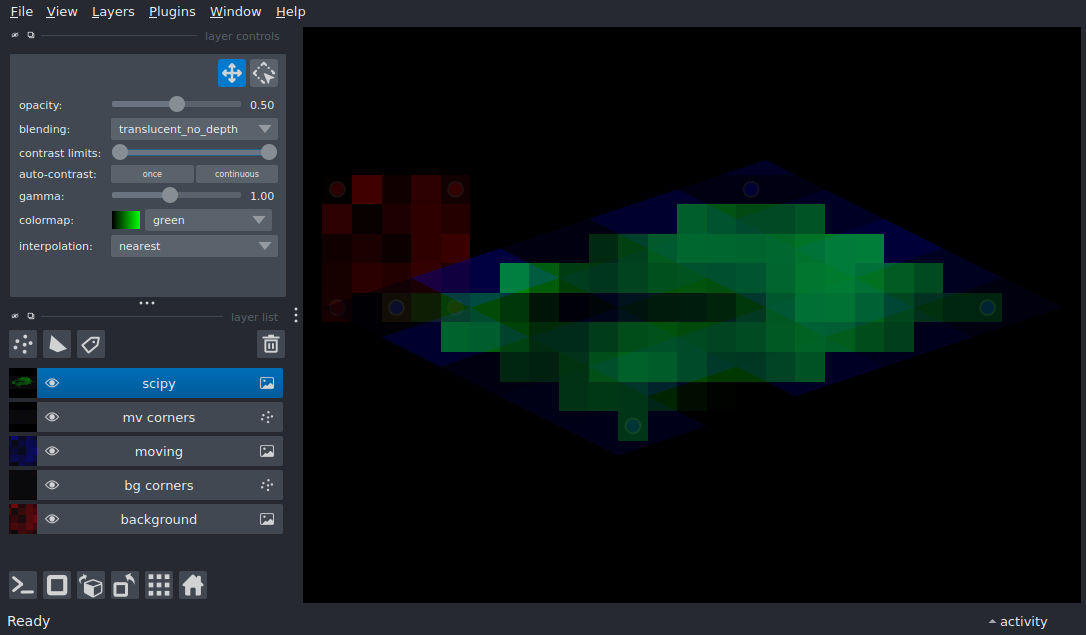 File View Layers Plugins Window Help
layer controls
opacity: 0.50
blending: translucent_no_depth
contrast limits:
auto-contrast: once continuous
gamma: 1.00
colormap: green
interpolation: nearest
layer list
scipy
mv corners
moving
bg corners
background
Ready
activity